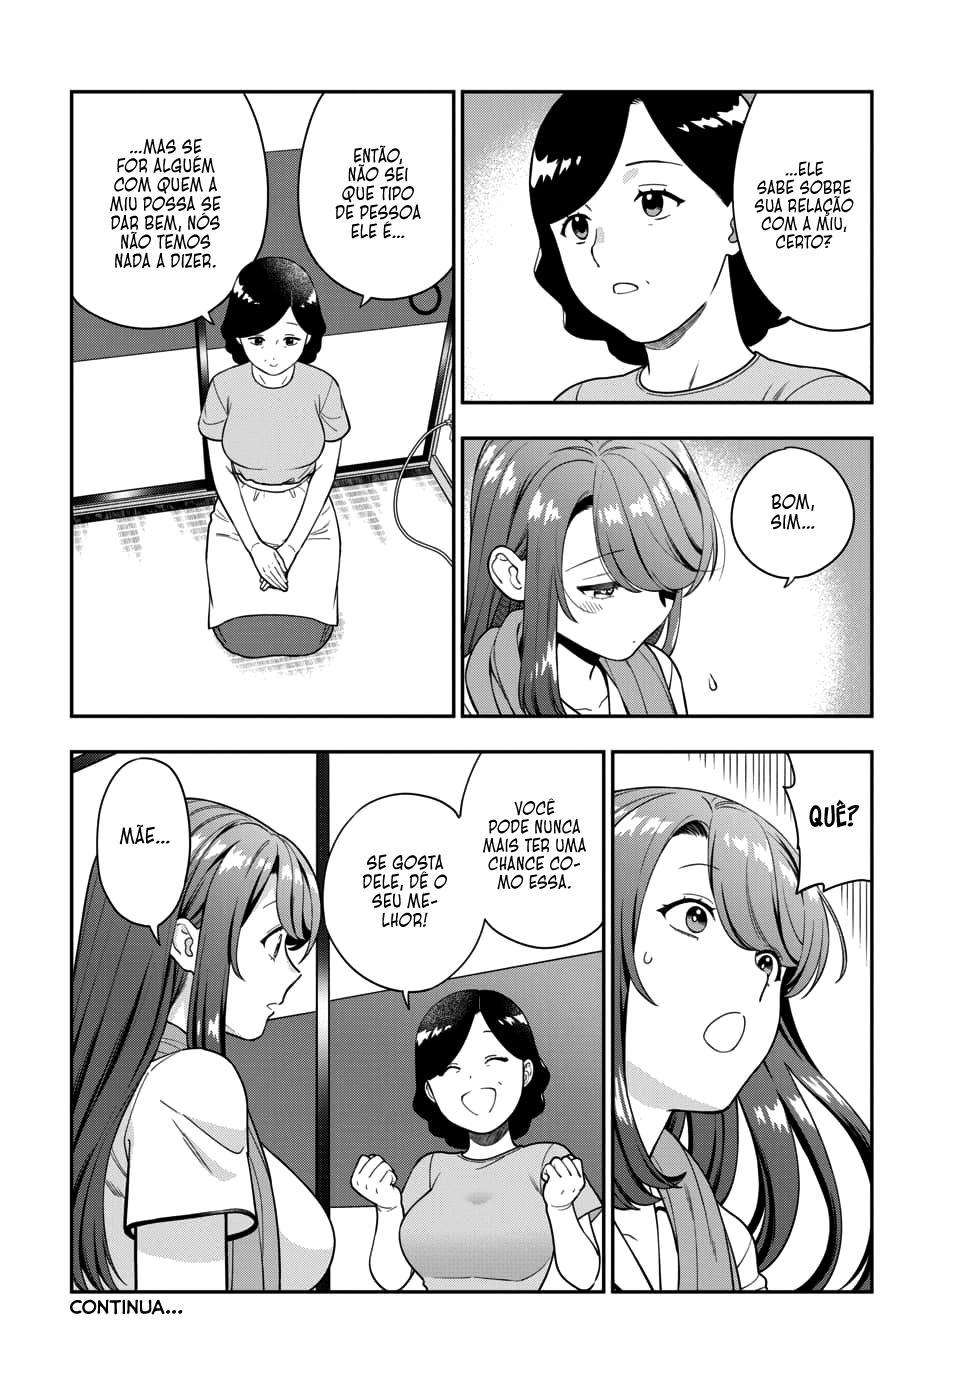 ...ELE
SABE SOBRE
SUA RELAÇÃO
COM A MIU,
CERTO?
BOM,
SIM...
ENTÃO,
NÃO SEI
QUE TIPO
DE PESSOA
ELE É...
...MAS SE
FOR ALGUÉM
COM QUEM A
MIU POSSA SE
DAR BEM, NÓS
NÃO TEMOS
NADA A DIZER.
QUÊ?
VOCÊ
PODE NUNCA
MAIS TER UMA
CHANCE CO-
MO ESSA.
SE GOSTA
DELE, DÊ O
SEU ME-
LHOR!
MÃE...
CONTINUA...